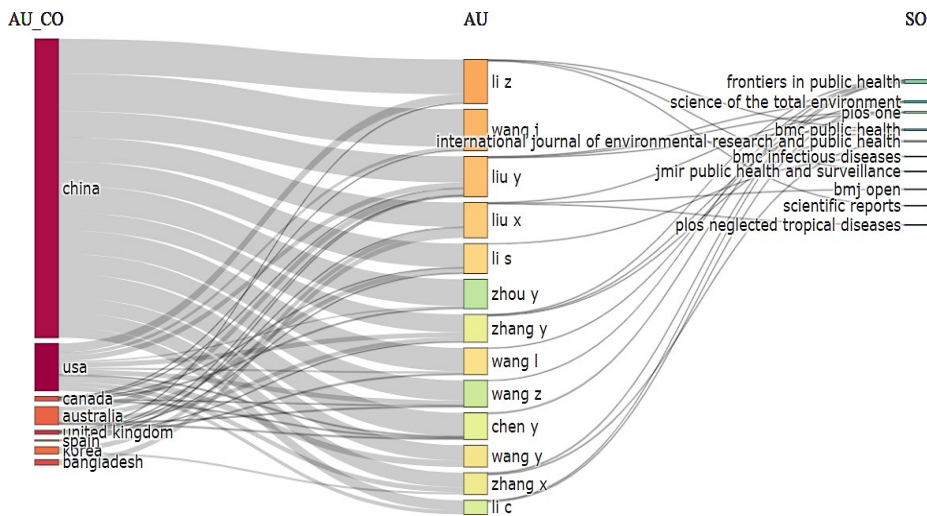 AU_CO
AU
SO
china
usa
canada
australia
united kingdom
spain
korea
bangladesh
li z
wang j
liu y
liu x
li s
zhou y
zhang y
wang l
wang z
chen y
wang y
zhang x
li c
frontiers in public health
science of the total environment
plos one
bmc public health
international journal of environmental research and public health
bmc infectious diseases
jmir public health and surveillance
bmj open
scientific reports
plos neglected tropical diseases